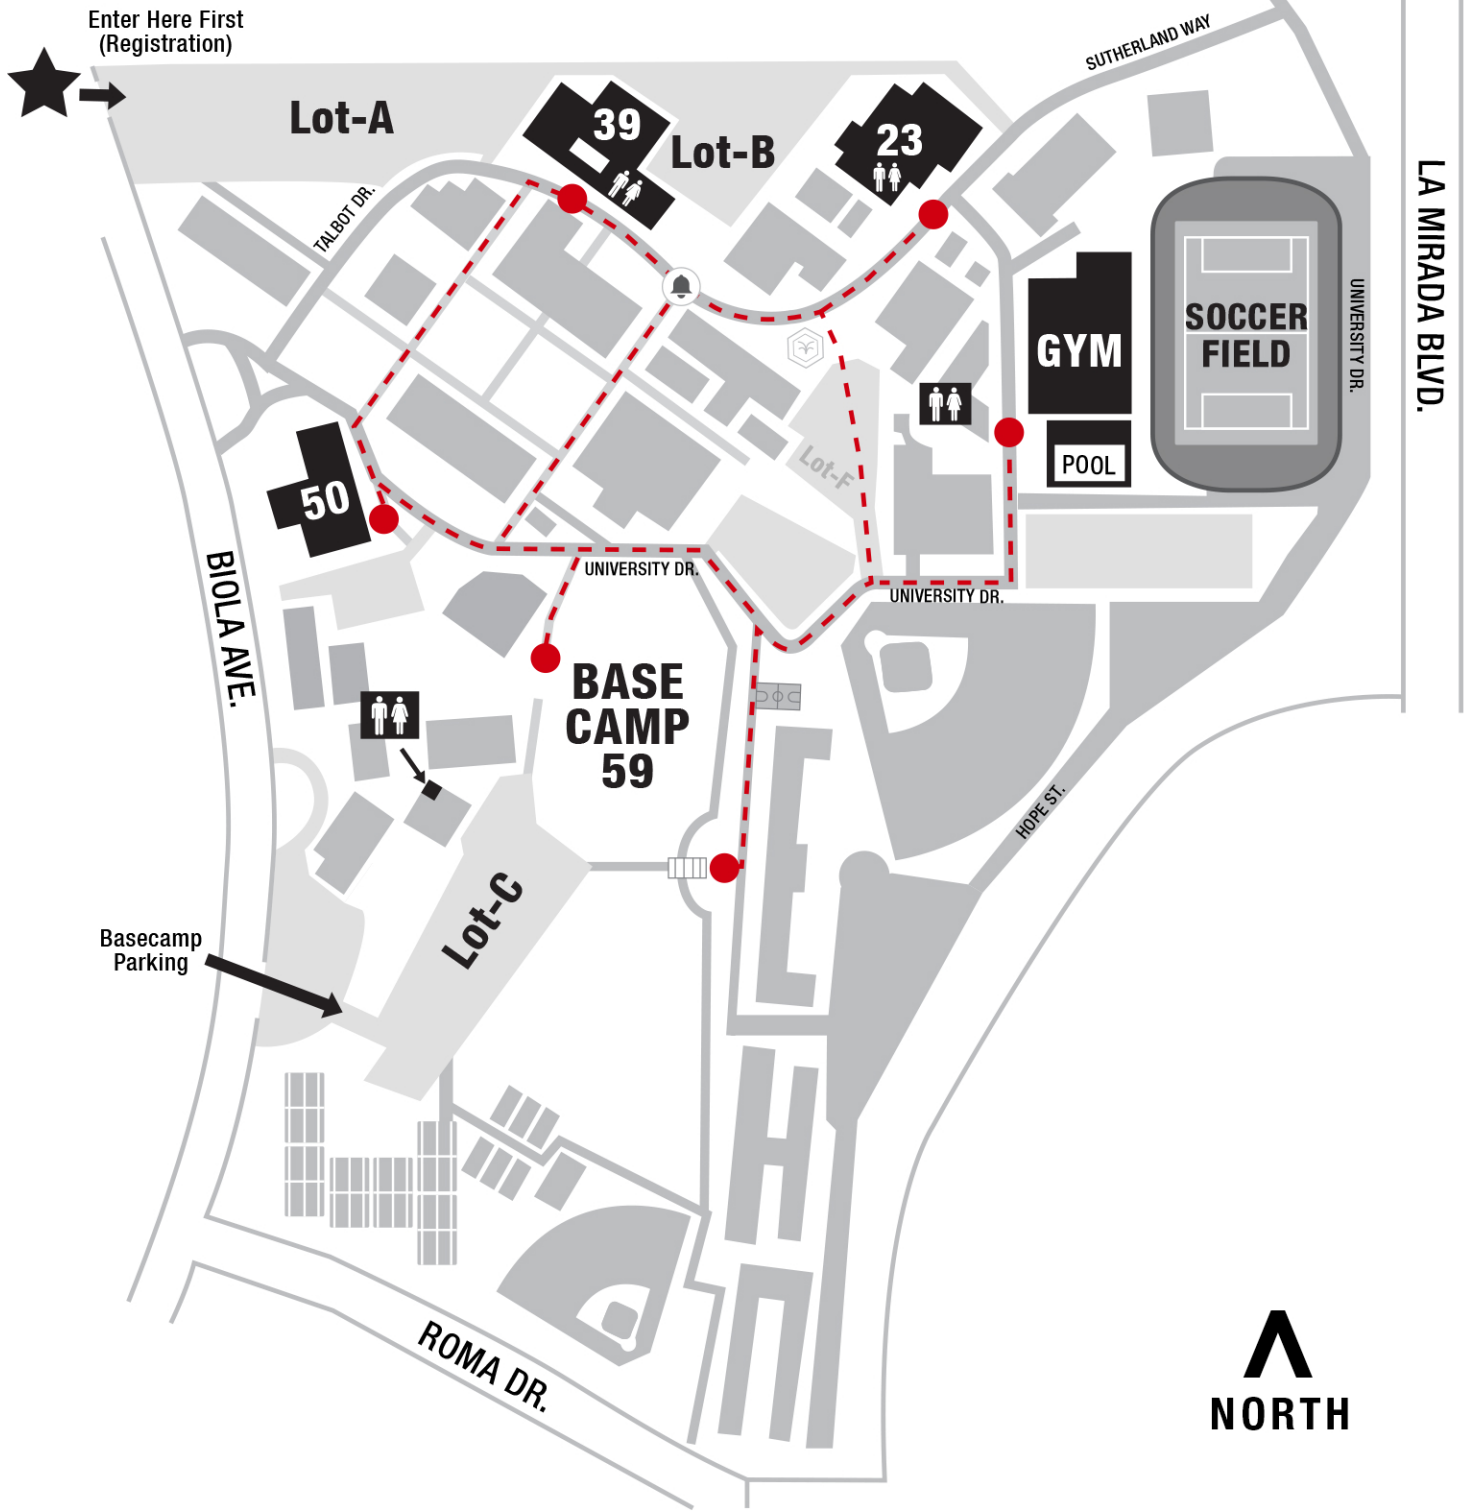 Enter Here First
(Registration)
SUTHERLAND WAY
Lot-A
39
Lot-B
23
TALBOT DR.
LA MIRADA BLVD.
UNIVERSITY DR.
SOCCER
FIELD
GYM
POOL
Lot-F
50
UNIVERSITY DR.
UNIVERSITY DR.
BIOLA AVE.
BASE
CAMP
59
HOPE ST.
Lot-C
Basecamp
Parking
ROMA DR.
NORTH